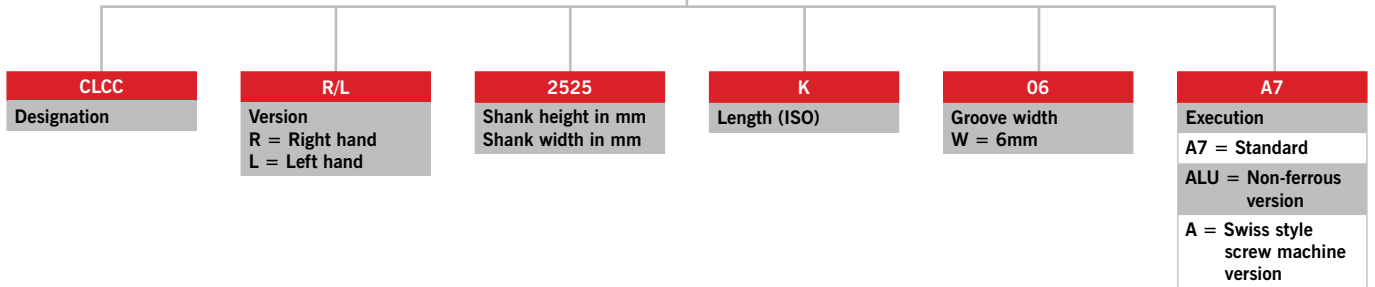 CLCC
Designation
R/L
Version
R = Right hand
L = Left hand
2525
Shank height in mm
Shank width in mm
K
Length (ISO)
06
Groove width
W = 6mm
A7
Execution
A7 = Standard
ALU = Non-ferrous
version
A = Swiss style
screw machine
version